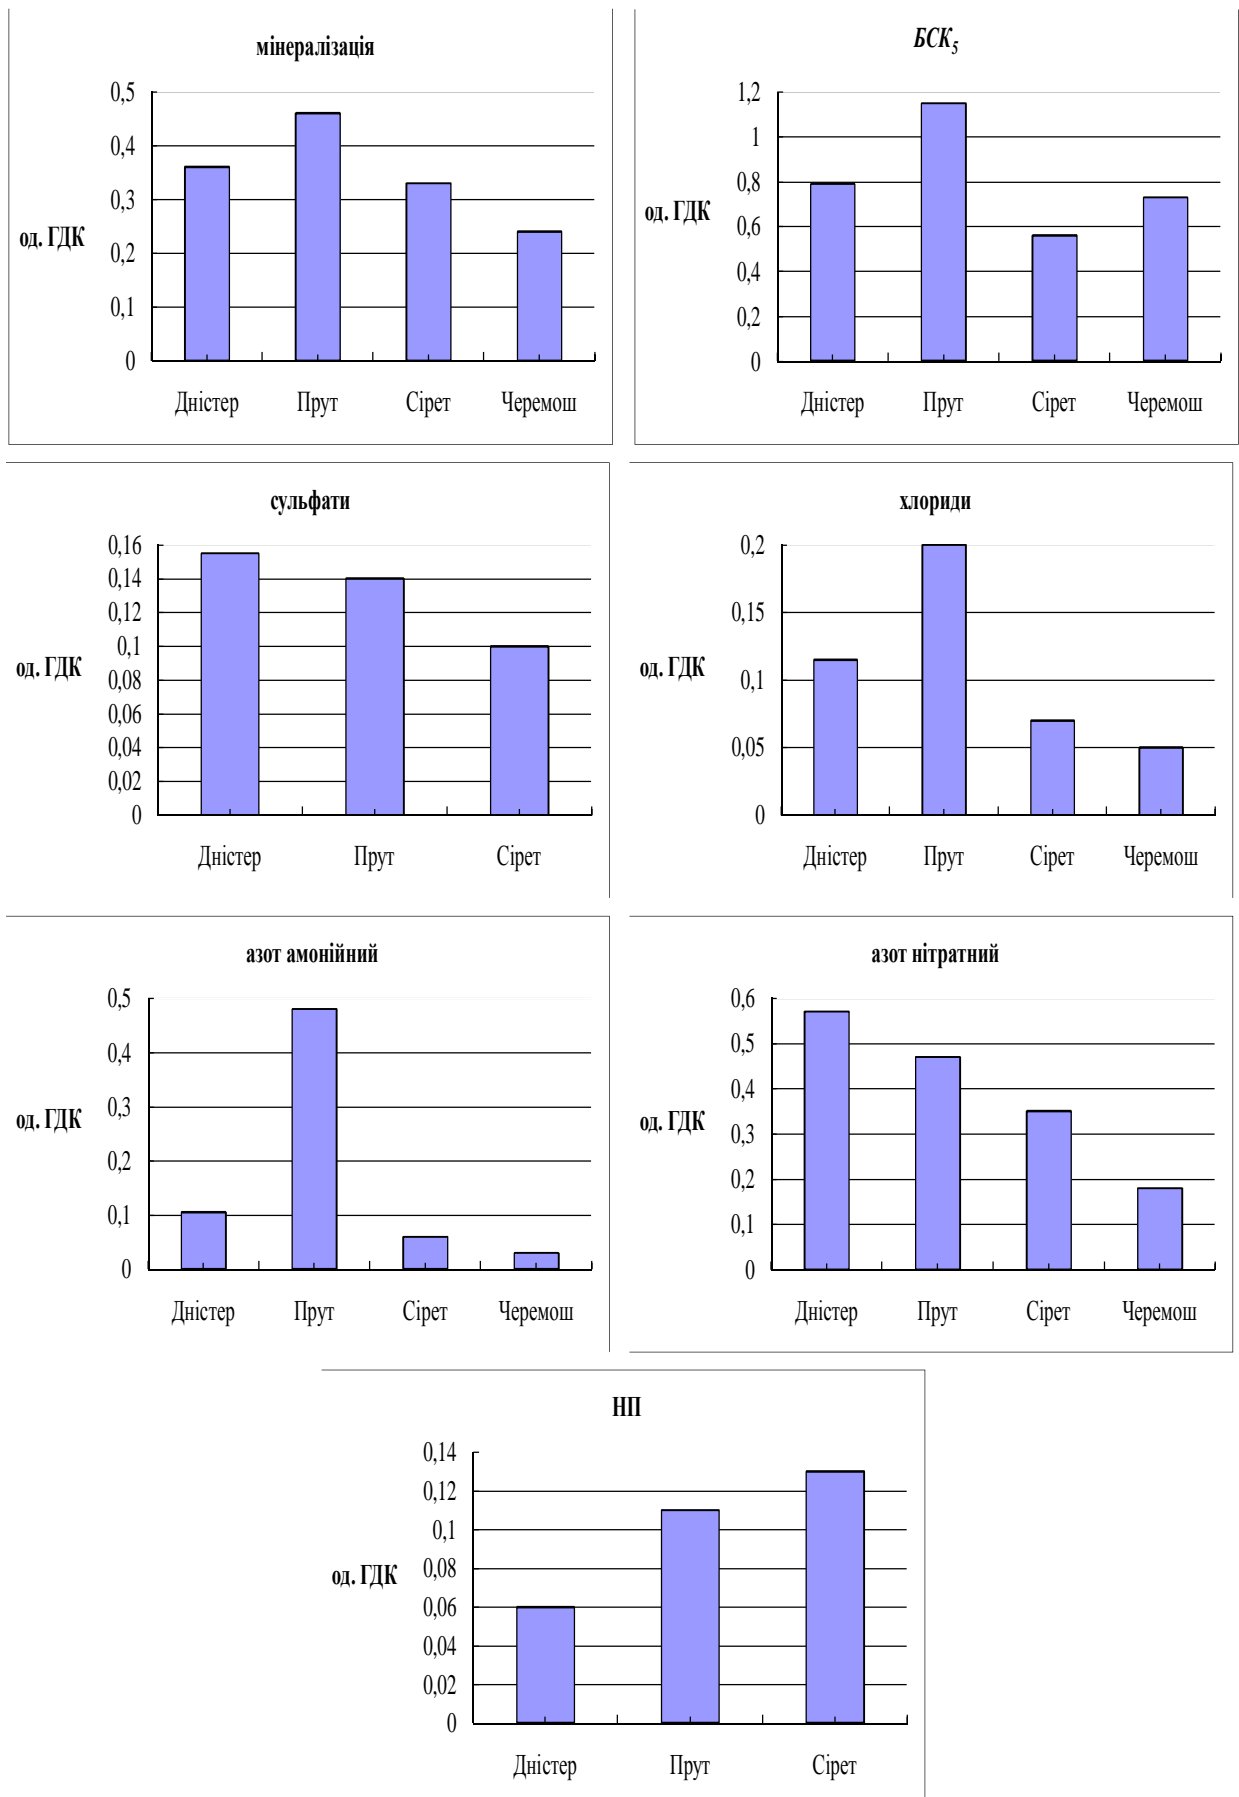 мінералізація
0,5
0,4
0,3
0,2
0,1
0
од. ГДК
Дністер Прут Сірет Черемош
БСК5
1,2
1
0,8
0,6
0,4
0,2
0
од. ГДК
Дністер Прут Сірет Черемош
сульфати
0,16
0,14
0,12
0,1
0,08
0,06
0,04
0,02
0
од. ГДК
Дністер Прут Сірет
хлориди
0,2
0,15
0,1
0,05
0
од. ГДК
Дністер Прут Сірет Черемош
азот амонійний
0,5
0,4
0,3
0,2
0,1
0
од. ГДК
Дністер Прут Сірет Черемош
азот нітратний
0,6
0,5
0,4
0,3
0,2
0,1
0
од. ГДК
Дністер Прут Сірет Черемош
НП
0,14
0,12
0,1
0,08
0,06
0,04
0,02
0
од. ГДК
Дністер Прут Сірет